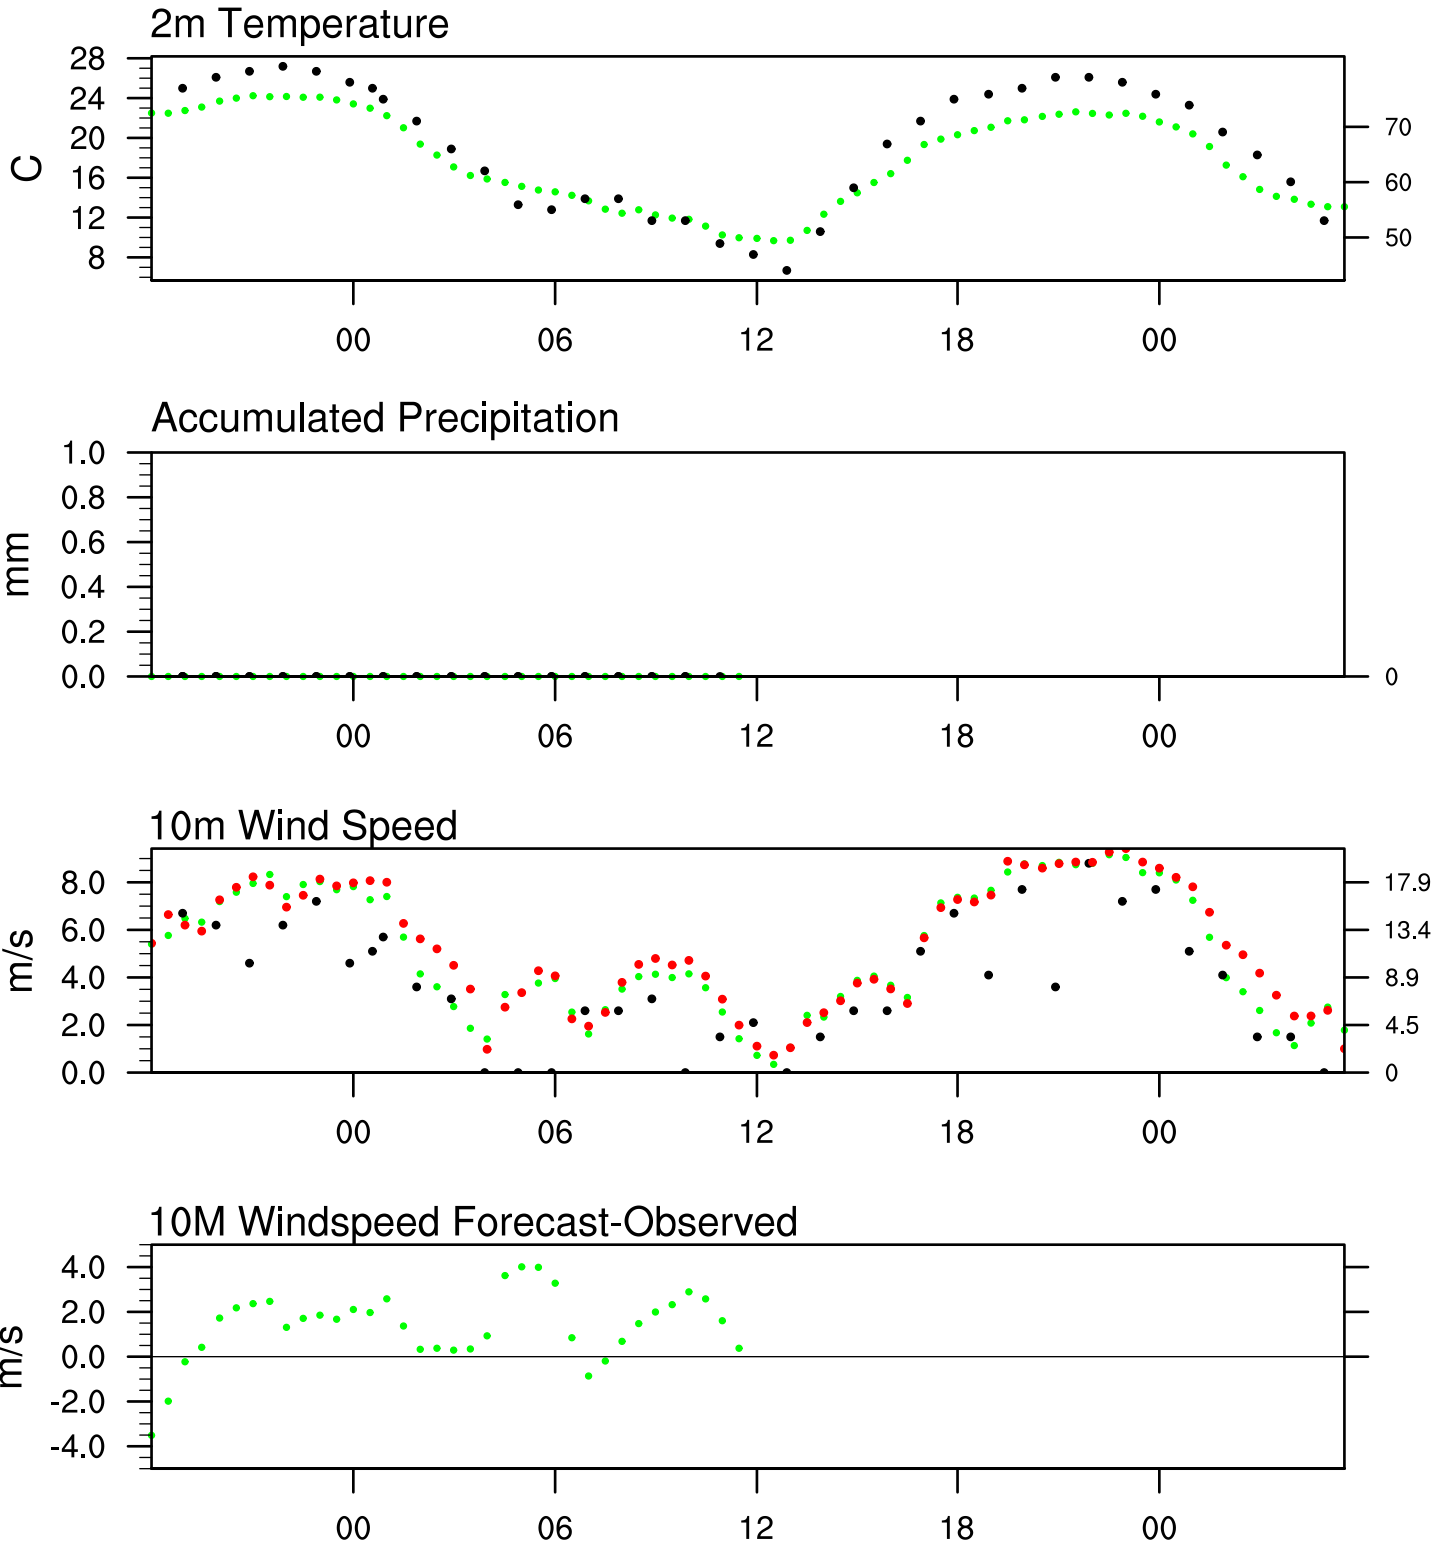 2m Temperature
28
24
20
16
12
8
C
70
60
50
00 06 12 18 00
Accumulated Precipitation
1.0
0.8
0.6
0.4
0.2
0.0
mm
0
00 06 12 18 00
10m Wind Speed
8.0
6.0
4.0
2.0
0.0
m/s
17.9
13.4
8.9
4.5
0
00 06 12 18 00
10M Windspeed Forecast-Observed
4.0
2.0
0.0
-2.0
-4.0
m/s
00 06 12 18 00